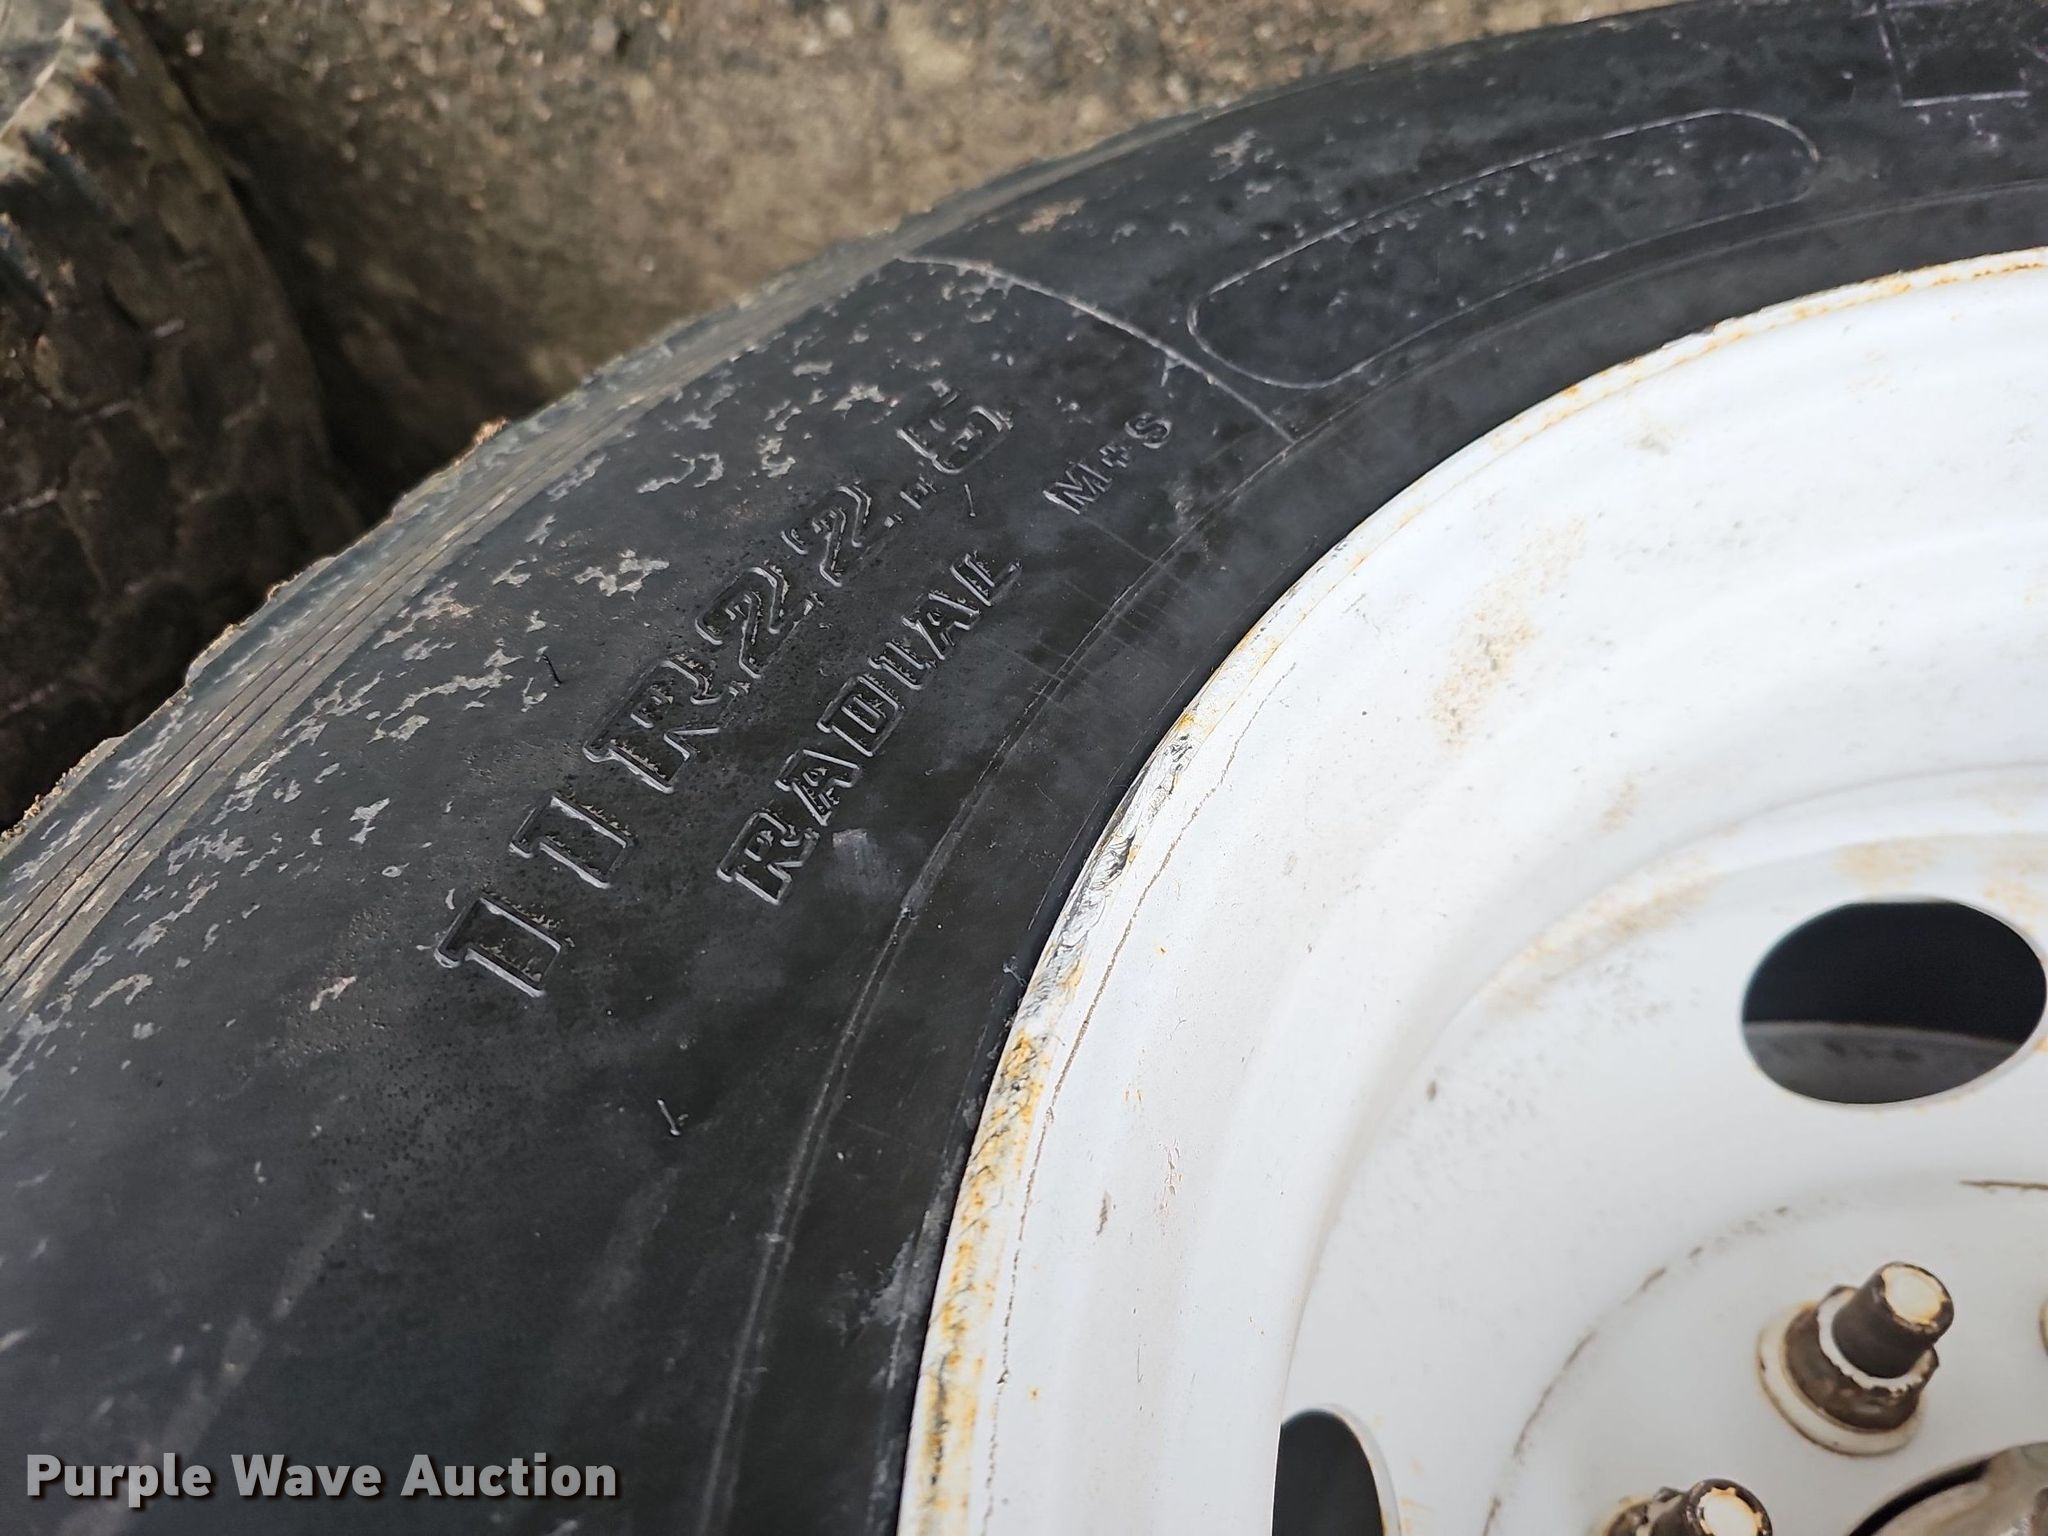 11R22.5
RADIAL
M+S
Purple Wave Auction